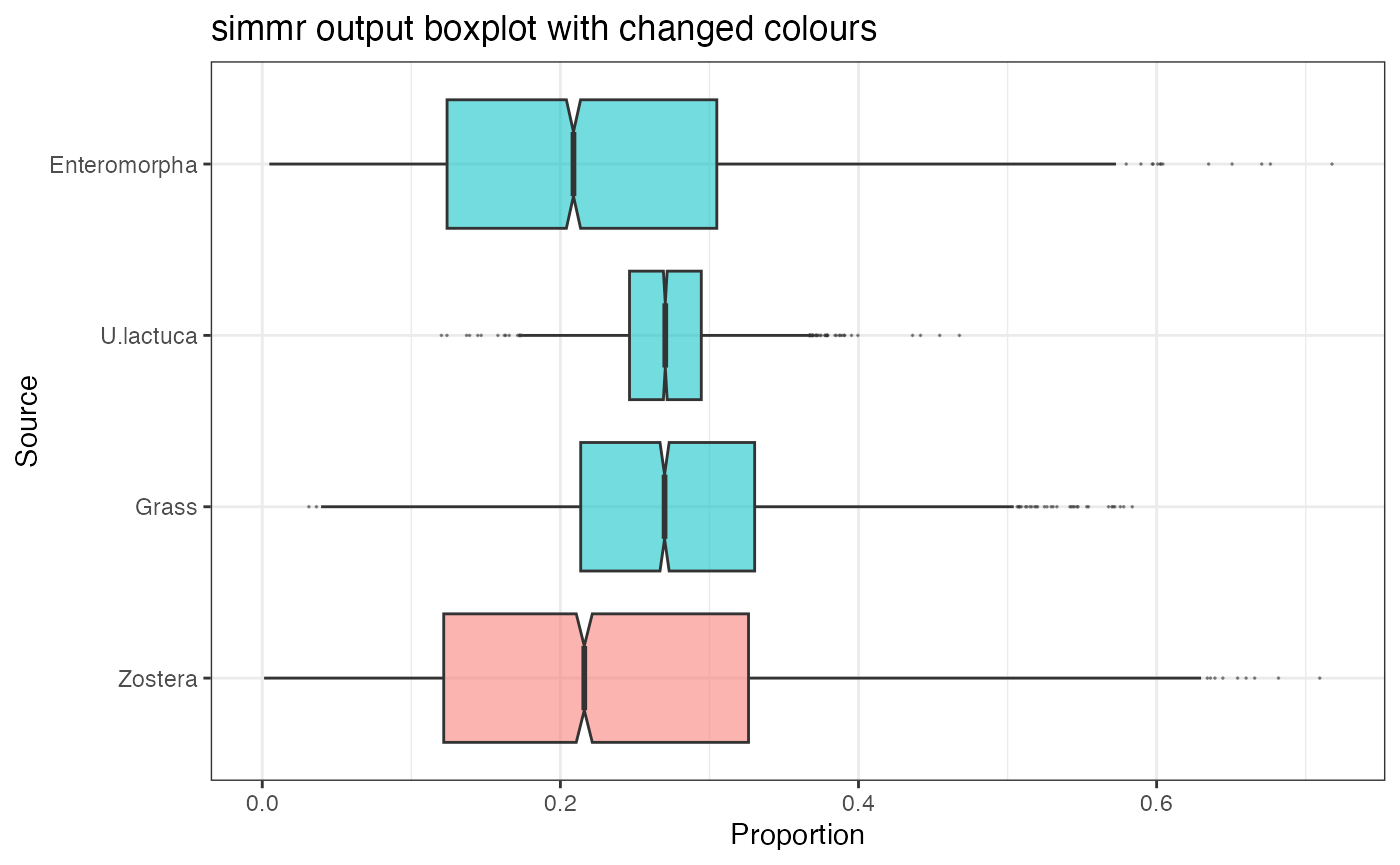 simmr output boxplot with changed colours
Enteromorpha
U.lactuca
Grass
Zostera
Source
0.0 0.2 0.4 0.6
Proportion